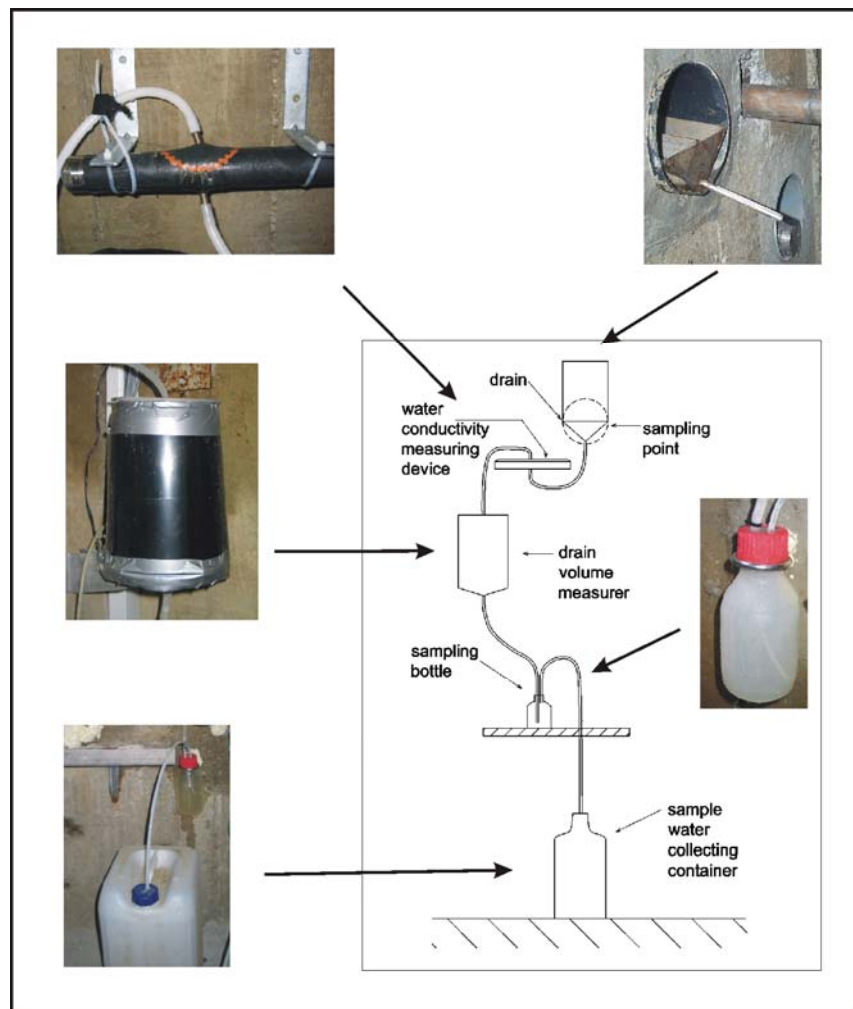 drain
water
conductivity
measuring
device
sampling
point
drain
volume
measurer
sampling
bottle
sample
water
collecting
container